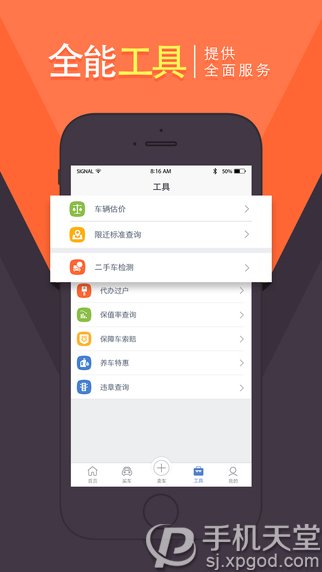 全能工具
提供
全面服务
SIGNAL
8:16 AM
50%
工具
车辆估价
限迁标准查询
二手车检测
代办过户
保值率查询
保障车索赔
养车特惠
违章查询
首页
买车
卖车
工具
我的
手机天堂
sj.xpgod.com